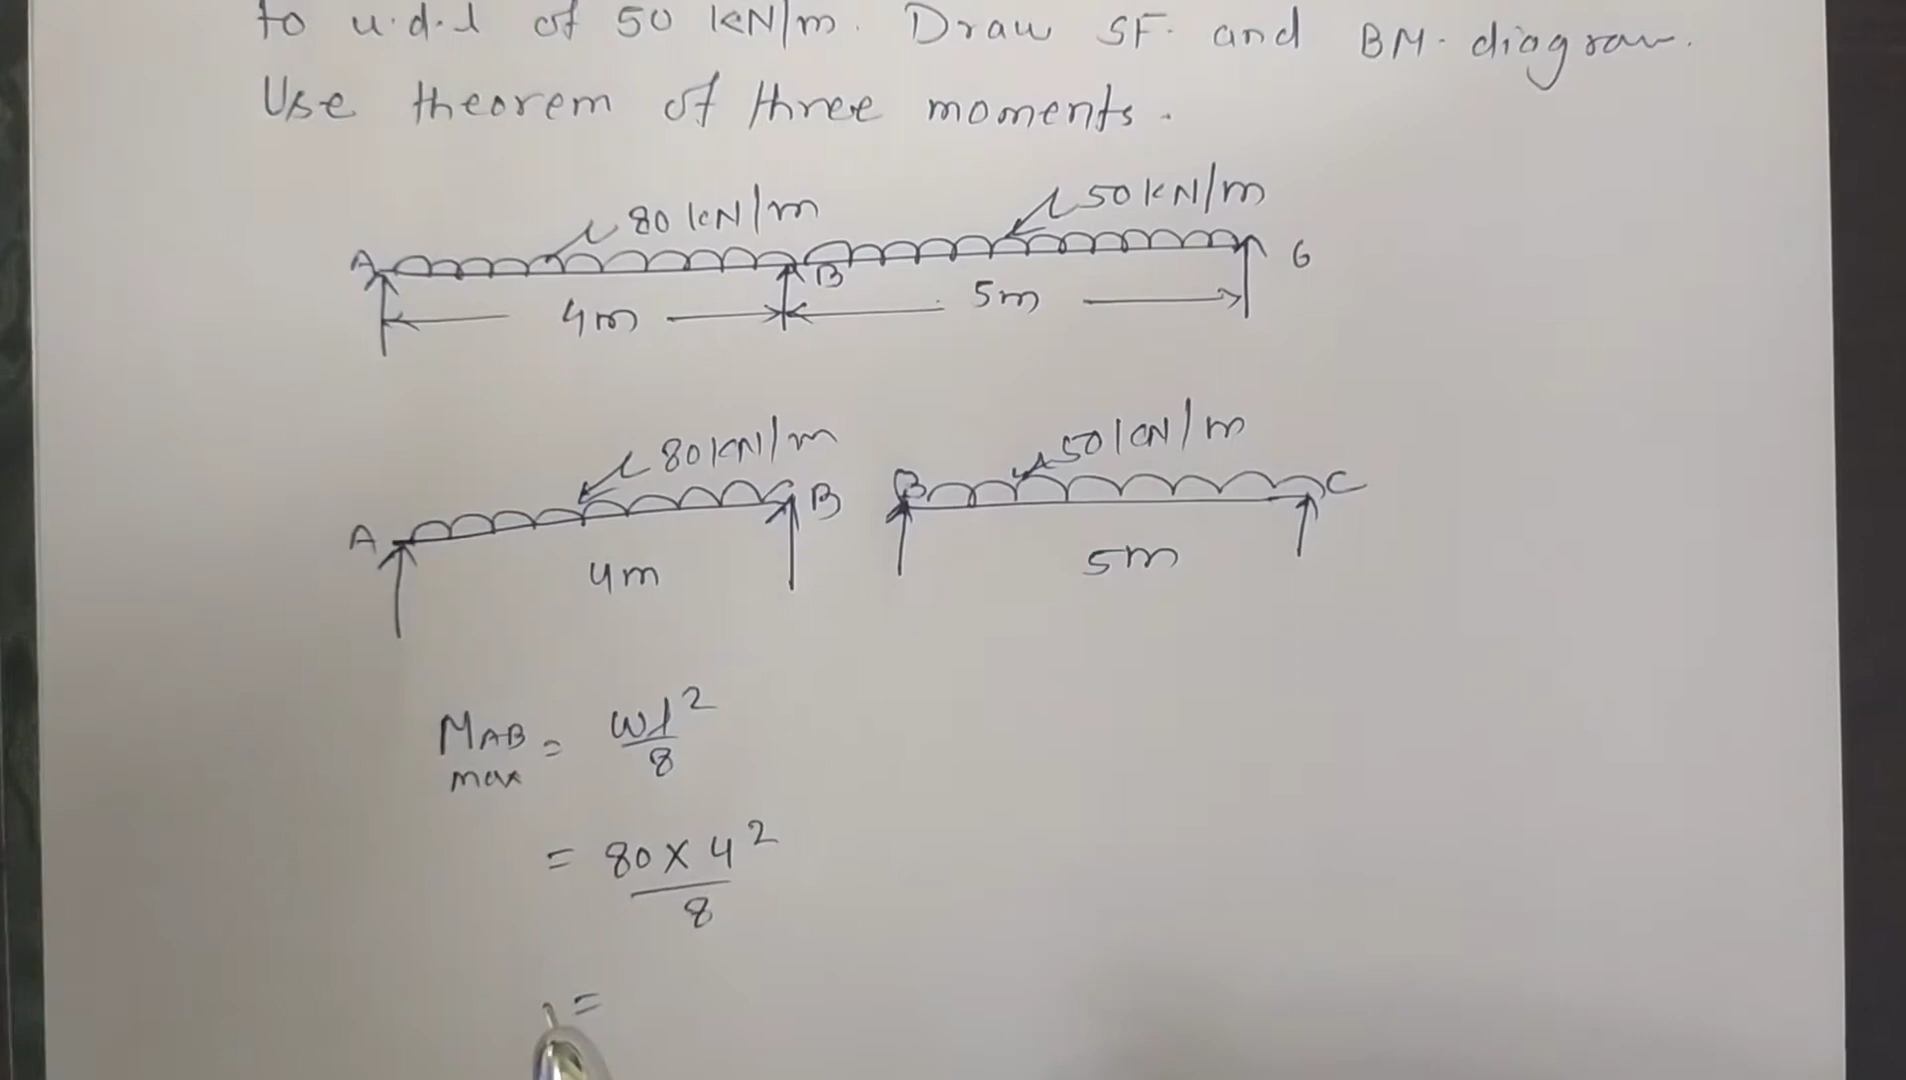 to u.d.l of 50 kN/m. Draw SF. and BM. diagram.
Use theorem of three moments.
80 kN/m 50 kN/m
A B C
4m 5m
80 kN/m 50 kN/m
A B B C
4m 5m
MAB max = wl²/8
= 80 × 4²/8
=